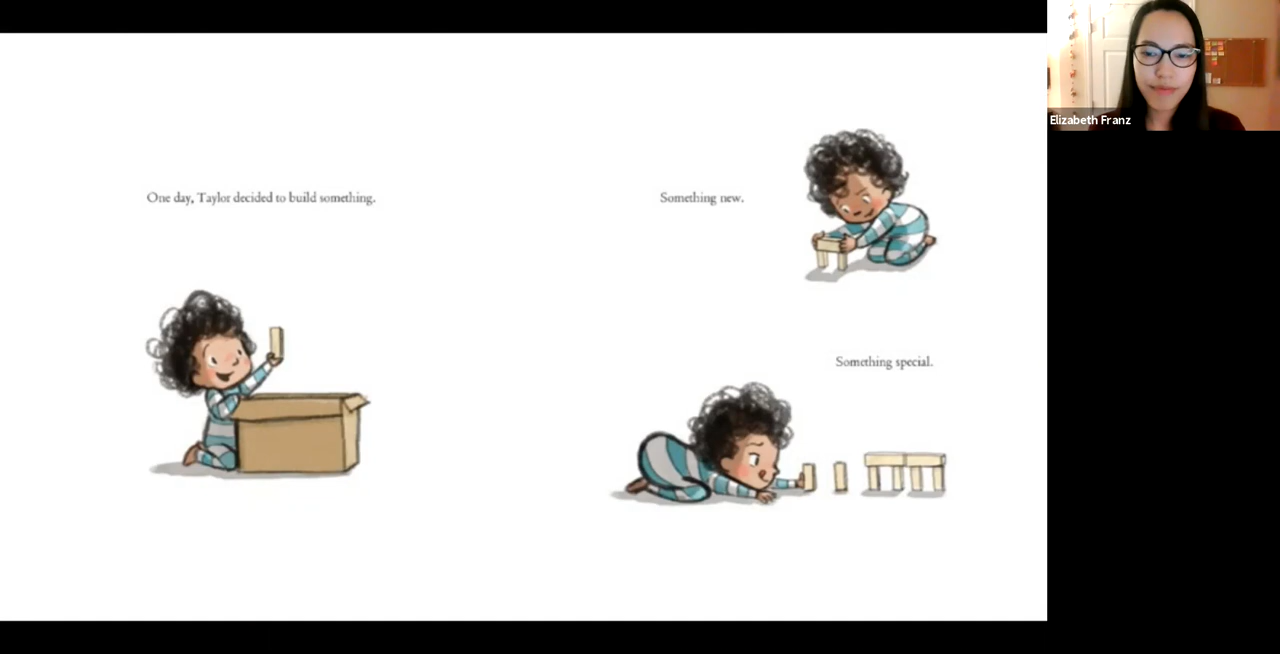 One day, Taylor decided to build something.
Something new.
Something special.
Elizabeth Franz